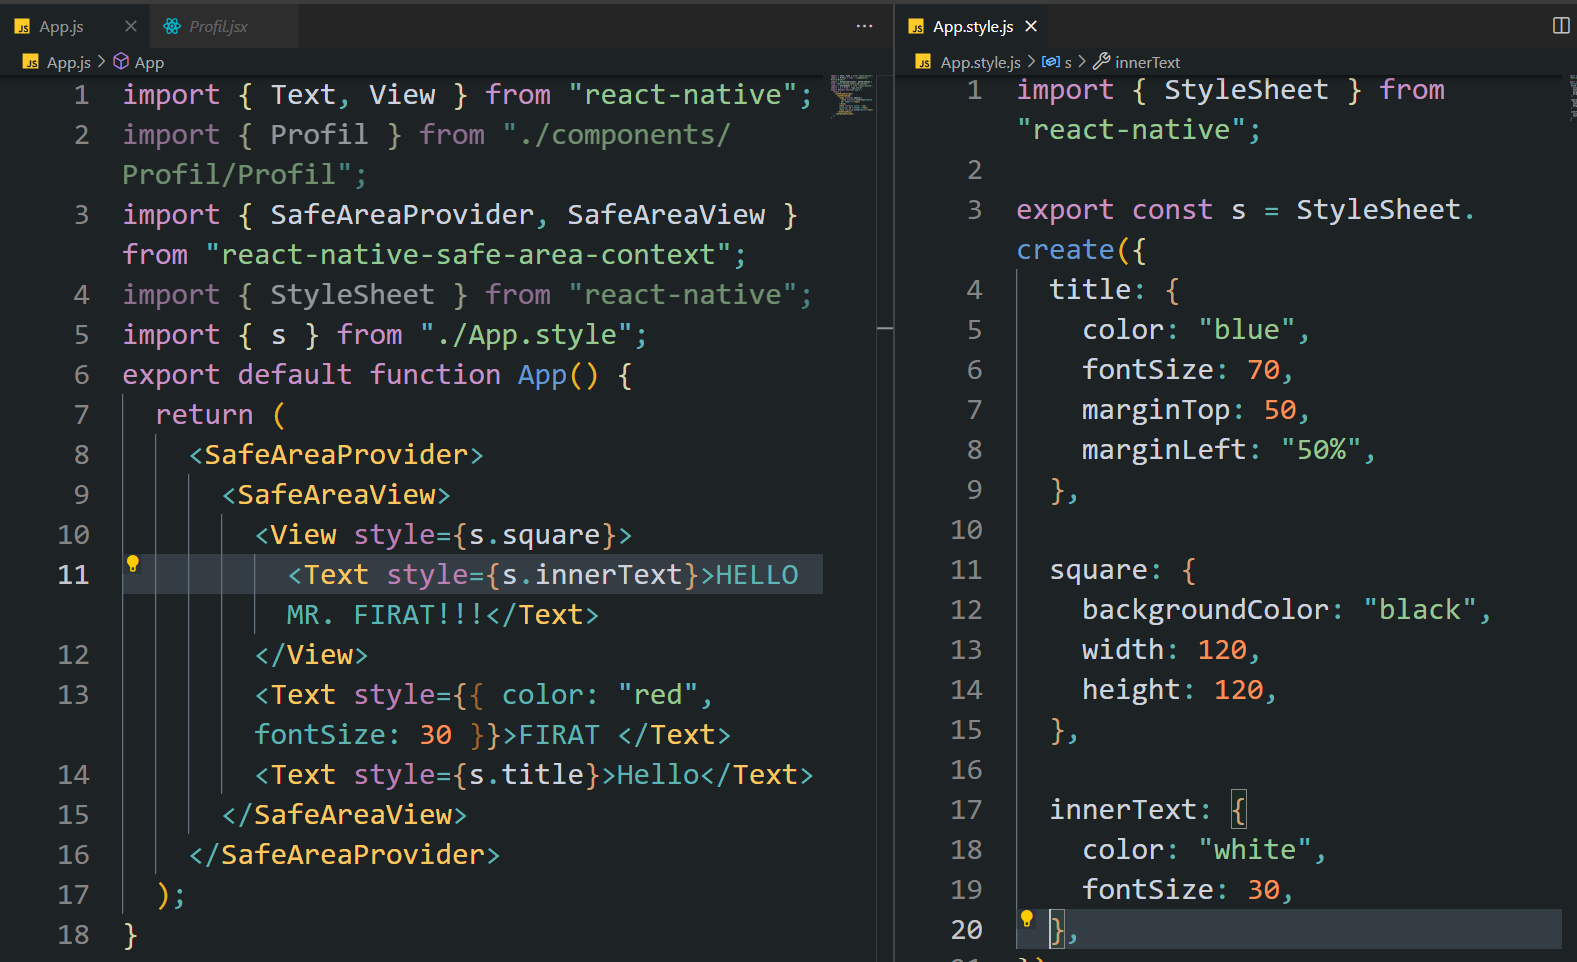 App.js
Profil.jsx
App.js > App
1 import { Text, View } from "react-native";
2 import { Profil } from "./components/
Profil/Profil";
3 import { SafeAreaProvider, SafeAreaView }
from "react-native-safe-area-context";
4 import { StyleSheet } from "react-native";
5 import { s } from "./App.style";
6 export default function App() {
7 return (
8 <SafeAreaProvider>
9 <SafeAreaView>
10 <View style={s.square}>
11 <Text style={s.innerText}>HELLO
MR. FIRAT!!!</Text>
12 </View>
13 <Text style={{ color: "red",
fontSize: 30 }}>FIRAT </Text>
14 <Text style={s.title}>Hello</Text>
15 </SafeAreaView>
16 </SafeAreaProvider>
17 );
18 }
App.style.js
App.style.js > s > innerText
1 import { StyleSheet } from
"react-native";
2
3 export const s = StyleSheet.
create({
4 title: {
5 color: "blue",
6 fontSize: 70,
7 marginTop: 50,
8 marginLeft: "50%",
9 },
10
11 square: {
12 backgroundColor: "black",
13 width: 120,
14 height: 120,
15 },
16
17 innerText: {
18 color: "white",
19 fontSize: 30,
20 },